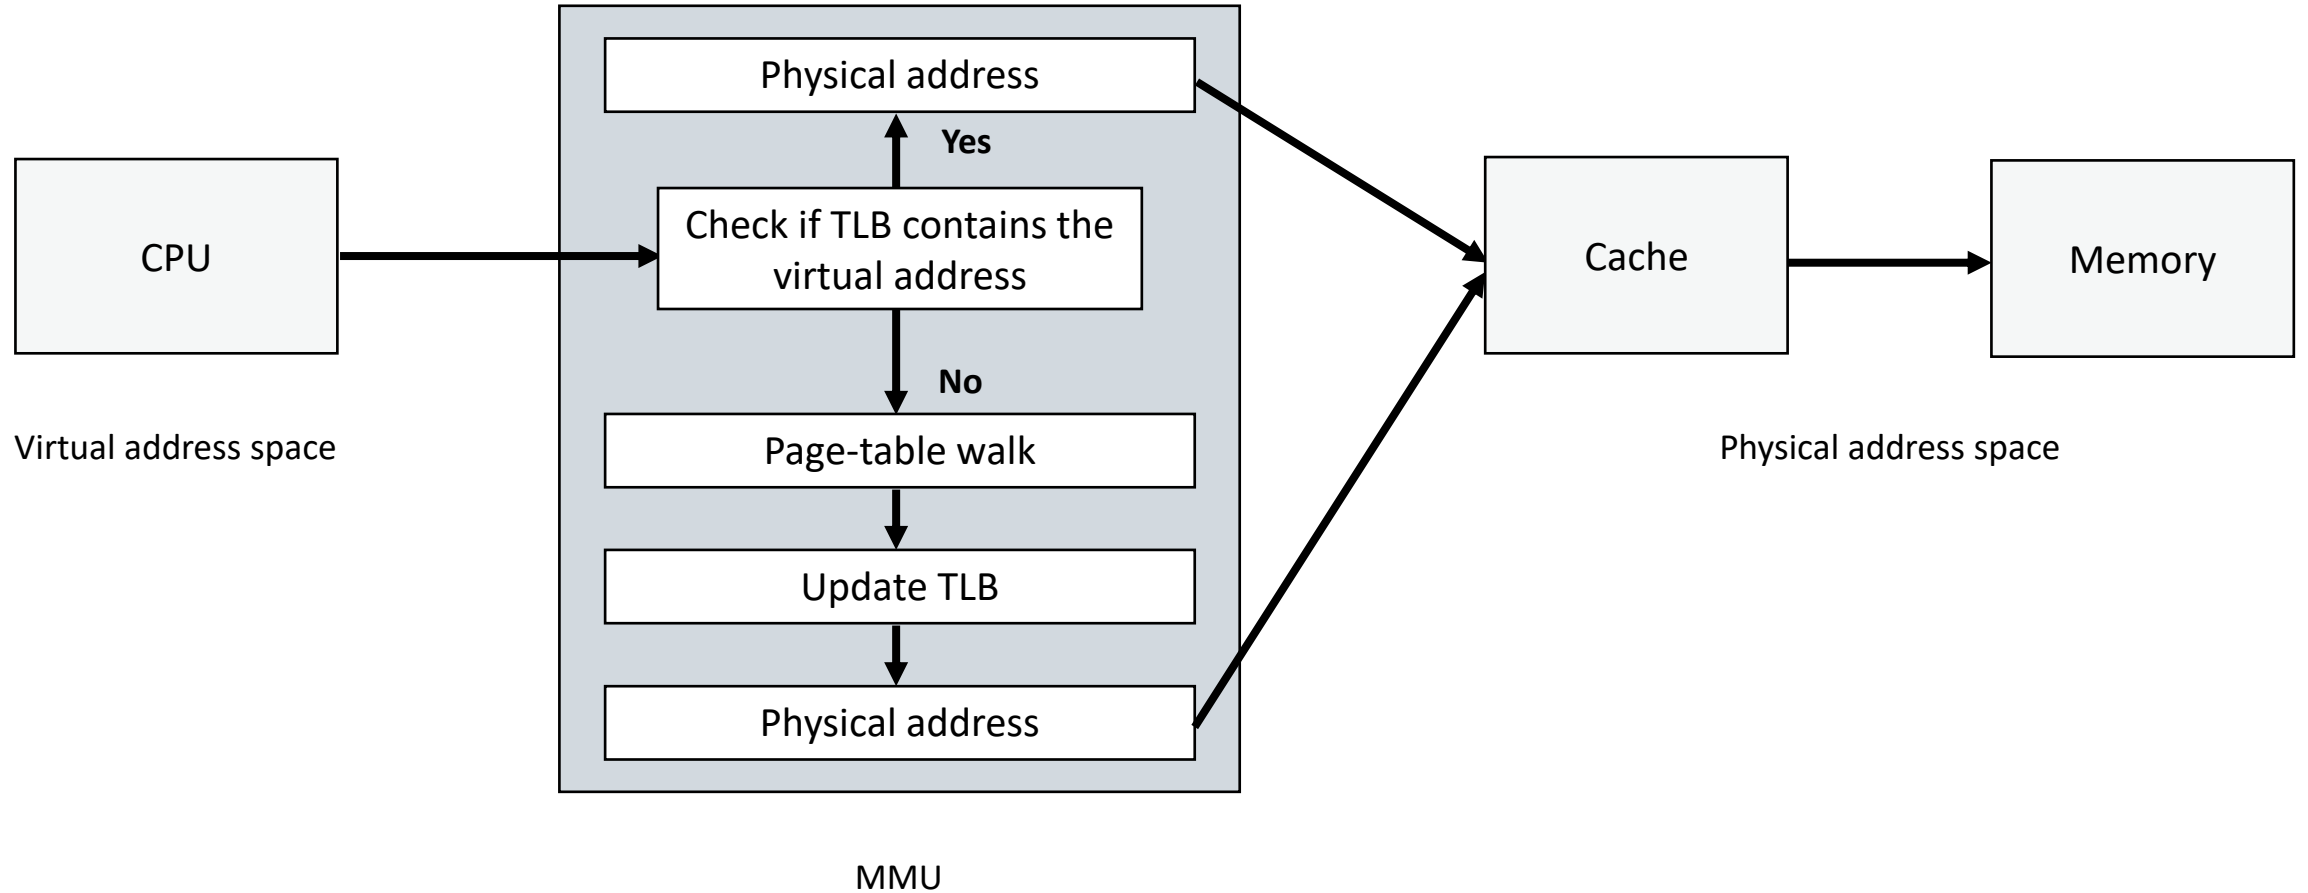 Physical address
Yes
CPU
Check if TLB contains the
virtual address
Cache
Memory
No
Virtual address space
Page-table walk
Physical address space
Update TLB
Physical address
MMU